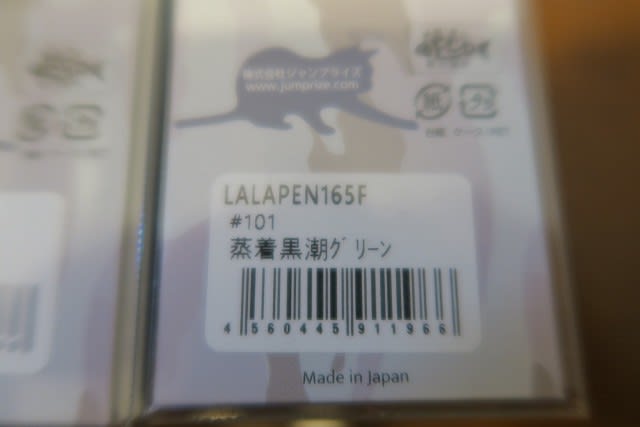 株式会社ジャンプライズ
www.jumprize.com
LALAPEN165F
#101
蒸着黒潮ｸﾞﾘｰﾝ
4 560445 911966
Made in Japan